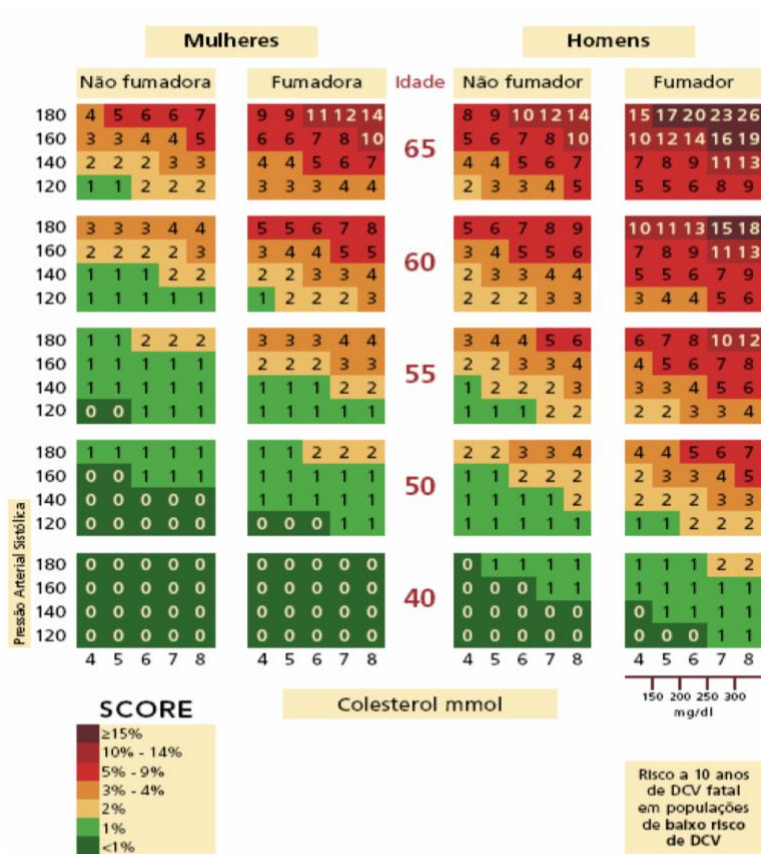 Mulheres Homens
Não fumadora Fumadora Idade Não fumador Fumador
180 4 5 6 6 7 9 9 11 12 14 8 9 10 12 14 15 17 20 23 26
160 3 3 4 4 5 6 6 7 8 10 5 6 7 8 10 10 12 14 16 19
65
140 2 2 2 3 3 4 4 5 6 7 4 4 5 6 7 7 8 9 11 13
120 1 1 2 2 2 3 3 3 4 4 2 3 3 4 5 5 5 6 8 9
180 3 3 3 4 4 5 5 6 7 8 5 6 7 8 9 10 11 13 15 18
160 2 2 2 2 3 3 4 4 5 5 3 4 5 5 6 7 8 9 11 13
60
140 1 1 1 2 2 2 2 3 3 4 2 3 3 4 4 5 5 6 7 9
120 1 1 1 1 1 1 2 2 2 3 2 2 2 3 3 3 4 4 5 6
180 1 1 2 2 2 3 3 3 4 4 3 4 4 5 6 6 7 8 10 12
160 1 1 1 1 1 2 2 2 3 3 2 2 3 3 4 4 5 6 7 8
55
140 1 1 1 1 1 1 1 1 2 2 1 2 2 2 3 3 3 4 5 6
120 0 0 1 1 1 1 1 1 1 1 1 1 1 2 2 2 2 3 3 4
180 1 1 1 1 1 1 1 2 2 2 2 2 3 3 4 4 4 5 6 7
160 0 0 1 1 1 1 1 1 1 1 1 1 2 2 2 2 3 3 4 5
50
140 0 0 0 0 0 1 1 1 1 1 1 1 1 1 2 2 2 2 3 3
120 0 0 0 0 0 0 0 0 1 1 1 1 1 1 1 1 1 2 2 2
180 0 0 0 0 0 0 0 0 0 0 0 1 1 1 1 1 1 1 2 2
160 0 0 0 0 0 0 0 0 0 0 0 0 0 1 1 1 1 1 1 1
40
140 0 0 0 0 0 0 0 0 0 0 0 0 0 0 0 0 1 1 1 1
120 0 0 0 0 0 0 0 0 0 0 0 0 0 0 0 0 0 0 1 1
Pressão Arterial Sistólica
4 5 6 7 8 4 5 6 7 8 4 5 6 7 8 4 5 6 7 8
150 200 250 300
mg/dl
Colesterol mmol
SCORE
≥15%
10% - 14%
5% - 9%
3% - 4%
2%
1%
<1%
Risco a 10 anos
de DCV fatal
em populações
de baixo risco
de DCV